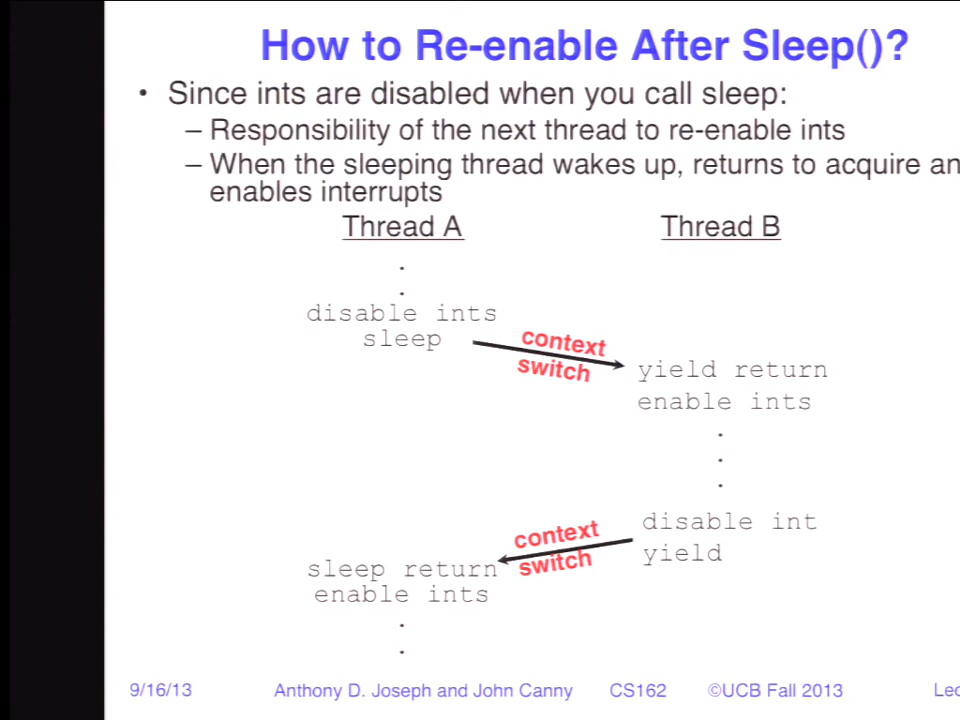 How to Re-enable After Sleep()?
• Since ints are disabled when you call sleep:
– Responsibility of the next thread to re-enable ints
– When the sleeping thread wakes up, returns to acquire an
enables interrupts
Thread A
Thread B
.
.
disable ints
sleep
context
switch
yield return
enable ints
.
.
.
disable int
yield
context
switch
sleep return
enable ints
.
.
9/16/13
Anthony D. Joseph and John Canny
CS162
©UCB Fall 2013
Lec